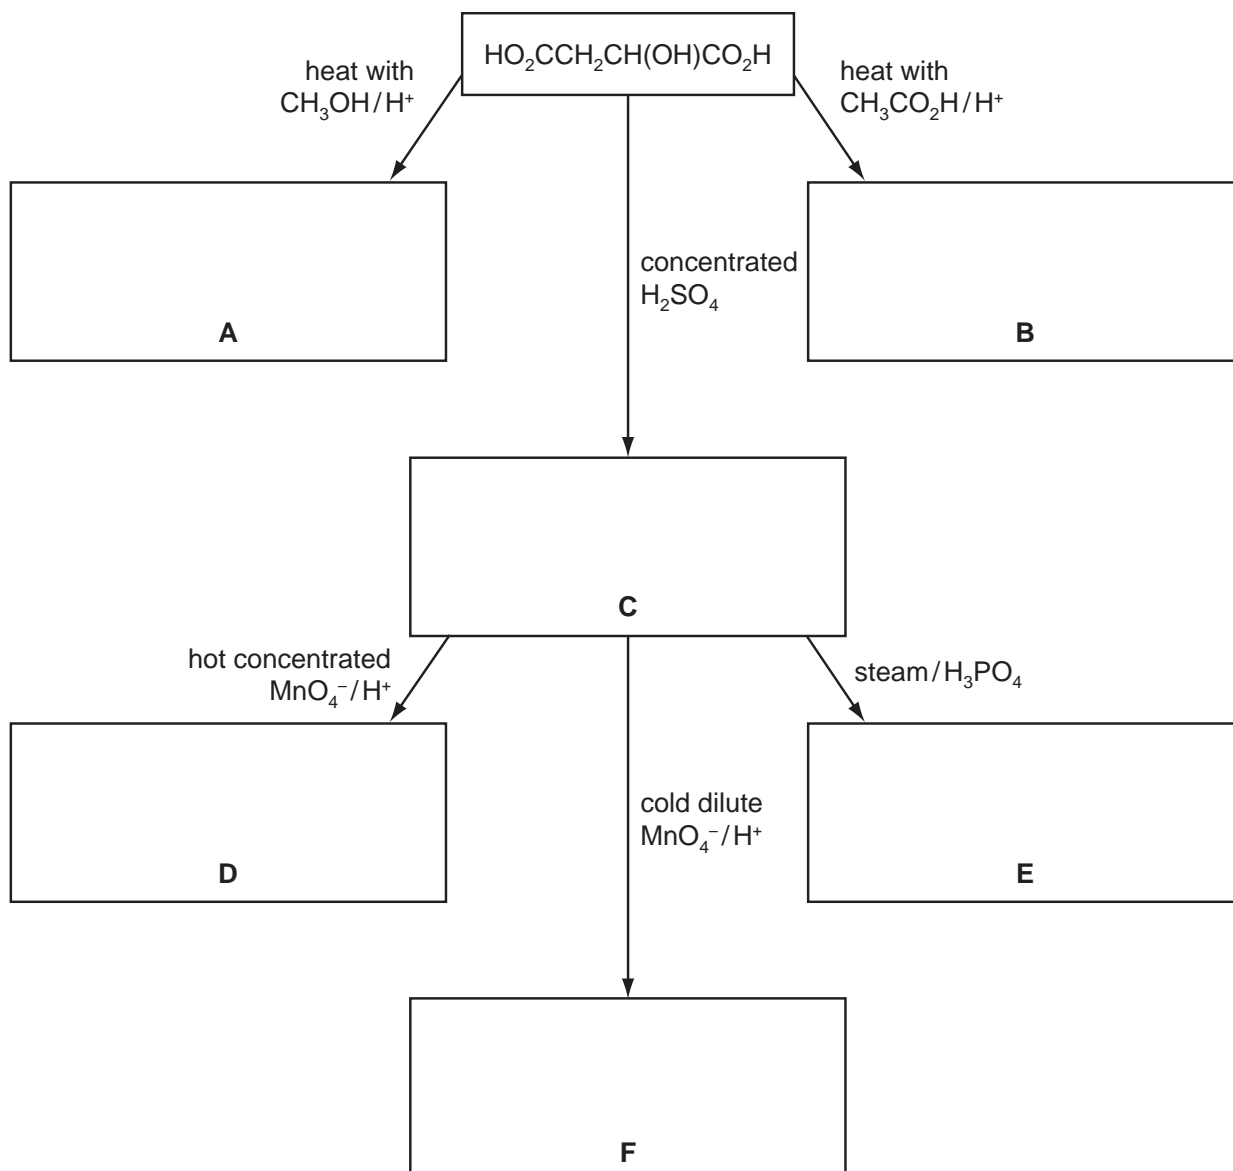 HO₂CCH₂CH(OH)CO₂H
heat with
CH₃OH/H⁺
heat with
CH₃CO₂H/H⁺
A
concentrated
H₂SO₄
B
C
hot concentrated
MnO₄⁻/H⁺
steam/H₃PO₄
D
cold dilute
MnO₄⁻/H⁺
E
F